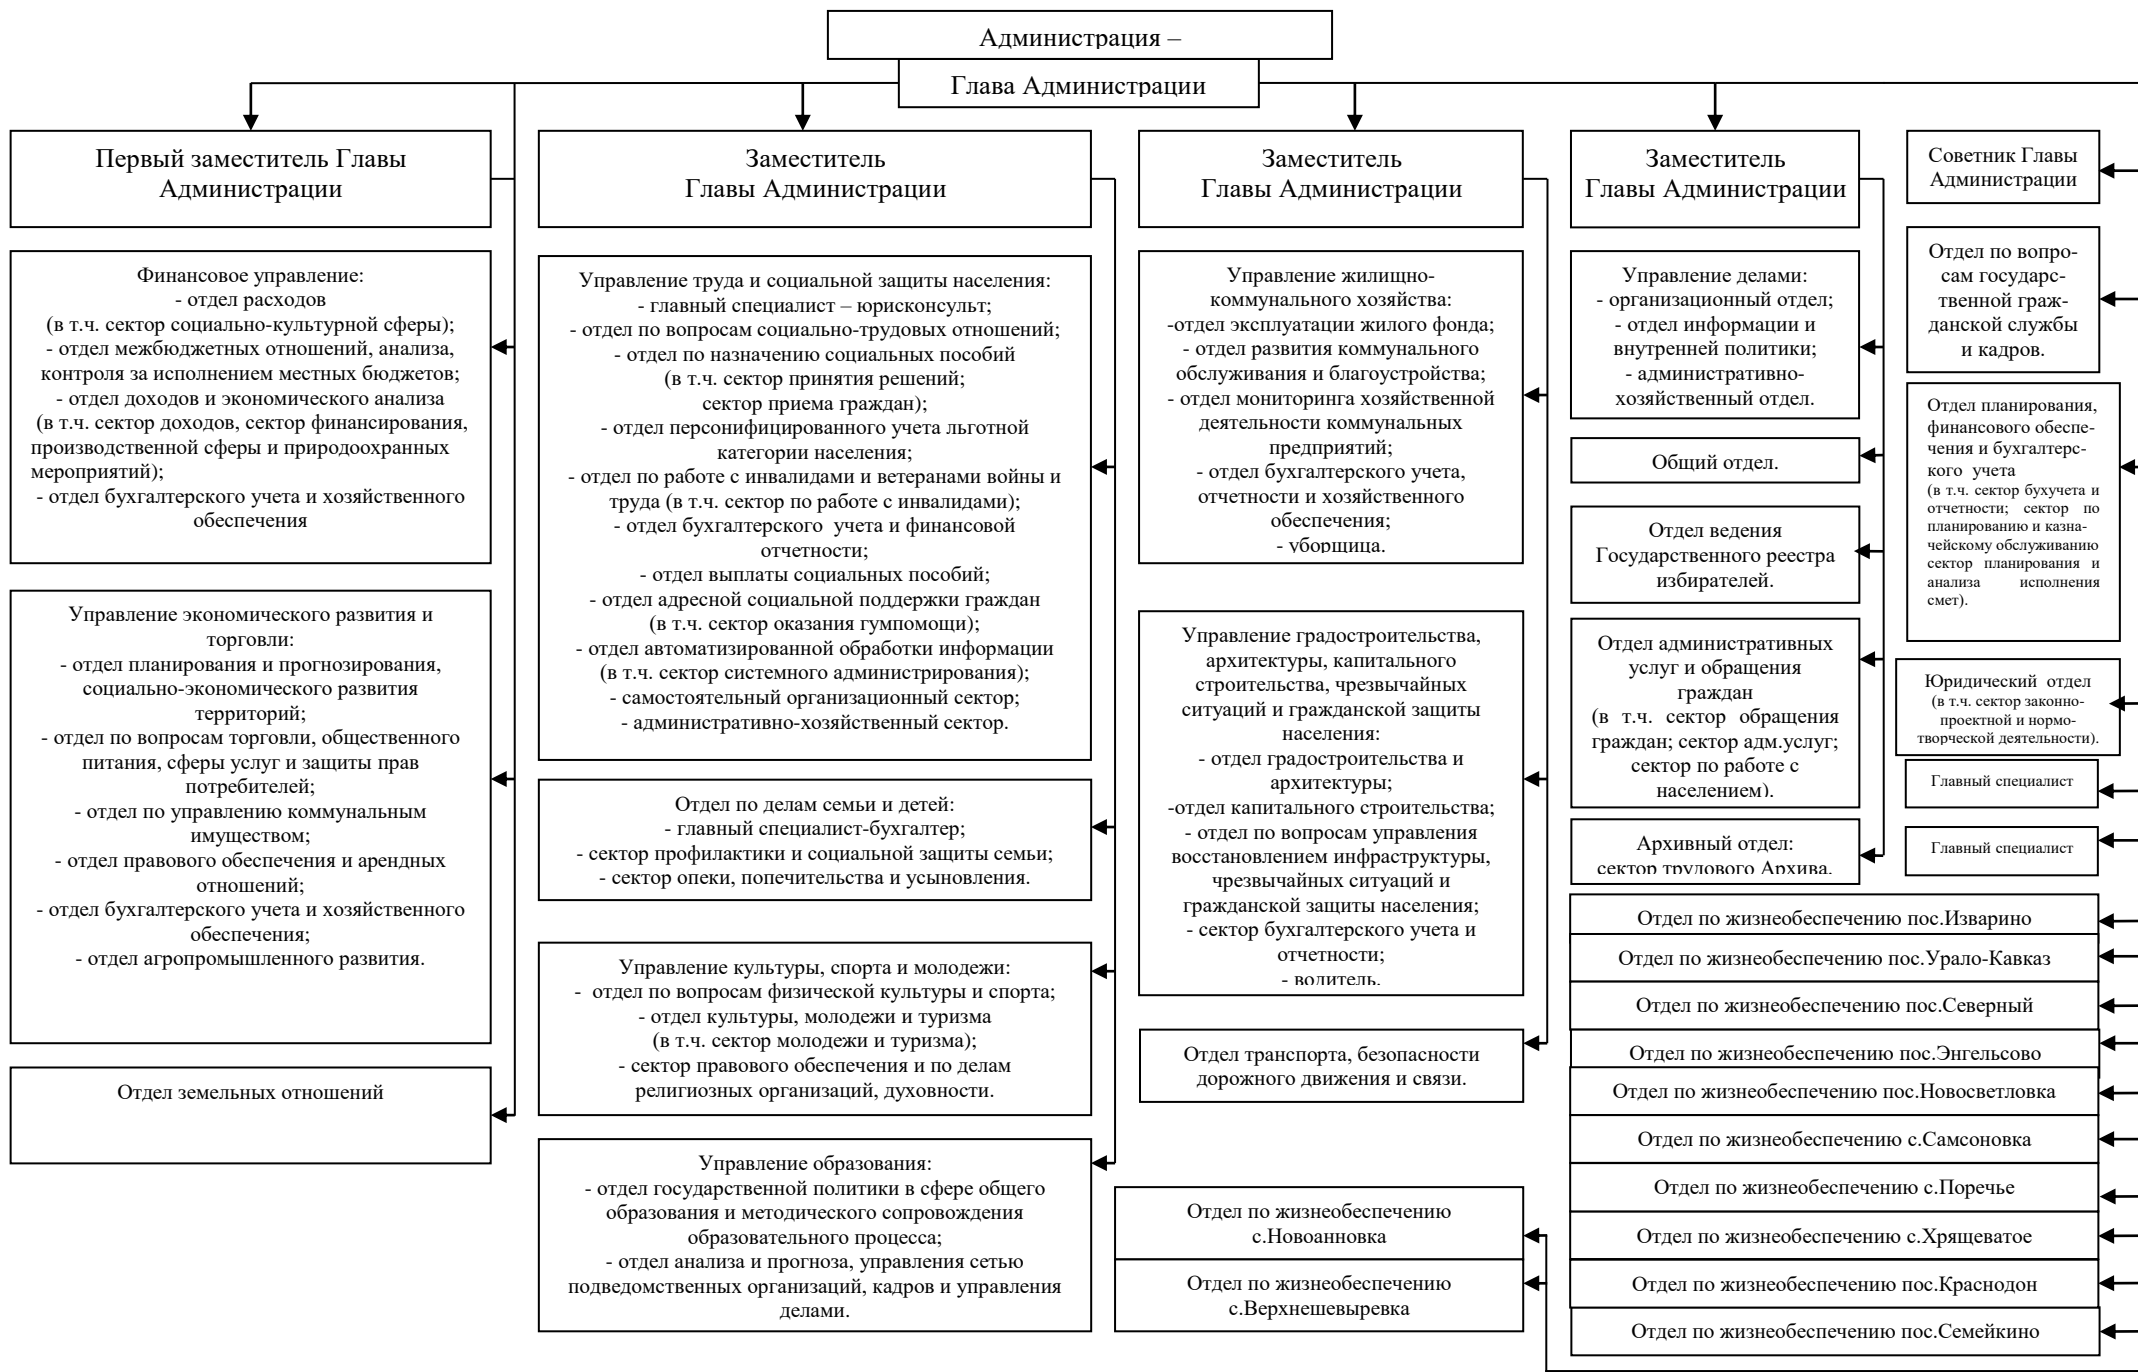 Администрация –
Глава Администрации
Первый заместитель Главы
Администрации
Финансовое управление:
- отдел расходов
(в т.ч. сектор социально-культурной сферы);
- отдел межбюджетных отношений, анализа,
контроля за исполнением местных бюджетов;
- отдел доходов и экономического анализа
(в т.ч. сектор доходов, сектор финансирования,
производственной сферы и природоохранных
мероприятий);
- отдел бухгалтерского учета и хозяйственного
обеспечения
Управление экономического развития и
торговли:
- отдел планирования и прогнозирования,
социально-экономического развития
территорий;
- отдел по вопросам торговли, общественного
питания, сферы услуг и защиты прав
потребителей;
- отдел по управлению коммунальным
имуществом;
- отдел правового обеспечения и арендных
отношений;
- отдел бухгалтерского учета и хозяйственного
обеспечения;
- отдел агропромышленного развития.
Отдел земельных отношений
Заместитель
Главы Администрации
Управление труда и социальной защиты населения:
- главный специалист – юрисконсульт;
- отдел по вопросам социально-трудовых отношений;
- отдел по назначению социальных пособий
(в т.ч. сектор принятия решений;
сектор приема граждан);
- отдел персонифицированного учета льготной
категории населения;
- отдел по работе с инвалидами и ветеранами войны и
труда (в т.ч. сектор по работе с инвалидами);
- отдел бухгалтерского учета и финансовой
отчетности;
- отдел выплаты социальных пособий;
- отдел адресной социальной поддержки граждан
(в т.ч. сектор оказания гумпомощи);
- отдел автоматизированной обработки информации
(в т.ч. сектор системного администрирования);
- самостоятельный организационный сектор;
- административно-хозяйственный сектор.
Отдел по делам семьи и детей:
- главный специалист-бухгалтер;
- сектор профилактики и социальной защиты семьи;
- сектор опеки, попечительства и усыновления.
Управление культуры, спорта и молодежи:
- отдел по вопросам физической культуры и спорта;
- отдел культуры, молодежи и туризма
(в т.ч. сектор молодежи и туризма);
- сектор правового обеспечения и по делам
религиозных организаций, духовности.
Управление образования:
- отдел государственной политики в сфере общего
образования и методического сопровождения
образовательного процесса;
- отдел анализа и прогноза, управления сетью
подведомственных организаций, кадров и управления
делами.
Заместитель
Главы Администрации
Управление жилищно-
коммунального хозяйства:
-отдел эксплуатации жилого фонда;
- отдел развития коммунального
обслуживания и благоустройства;
- отдел мониторинга хозяйственной
деятельности коммунальных
предприятий;
- отдел бухгалтерского учета,
отчетности и хозяйственного
обеспечения;
- уборщица.
Управление градостроительства,
архитектуры, капитального
строительства, чрезвычайных
ситуаций и гражданской защиты
населения:
- отдел градостроительства и
архитектуры;
-отдел капитального строительства;
- отдел по вопросам управления
восстановлением инфраструктуры,
чрезвычайных ситуаций и
гражданской защиты населения;
- сектор бухгалтерского учета и
отчетности;
- водитель.
Отдел транспорта, безопасности
дорожного движения и связи.
Отдел по жизнеобеспечению
с.Новоанновка
Отдел по жизнеобеспечению
с.Верхнешевыревка
Заместитель
Главы Администрации
Управление делами:
- организационный отдел;
- отдел информации и
внутренней политики;
- административно-
хозяйственный отдел.
Общий отдел.
Отдел ведения
Государственного реестра
избирателей.
Отдел административных
услуг и обращения
граждан
(в т.ч. сектор обращения
граждан; сектор адм.услуг;
сектор по работе с
населением).
Архивный отдел:
сектор трудового Архива.
Советник Главы
Администрации
Отдел по вопро-
сам государс-
твенной граж-
данской службы
и кадров.
Отдел планирования,
финансового обеспе-
чения и бухгалтерс-
кого учета
(в т.ч. сектор бухучета и
отчетности; сектор по
планированию и казна-
чейскому обслуживанию
сектор планирования и
анализа исполнения
смет).
Юридический отдел
(в т.ч. сектор законно-
проектной и нормо-
творческой деятельности).
Главный специалист
Главный специалист
Отдел по жизнеобеспечению пос.Изварино
Отдел по жизнеобеспечению пос.Урало-Кавказ
Отдел по жизнеобеспечению пос.Северный
Отдел по жизнеобеспечению пос.Энгельсово
Отдел по жизнеобеспечению пос.Новосветловка
Отдел по жизнеобеспечению с.Самсоновка
Отдел по жизнеобеспечению с.Поречье
Отдел по жизнеобеспечению с.Хрящеватое
Отдел по жизнеобеспечению пос.Краснодон
Отдел по жизнеобеспечению пос.Семейкино